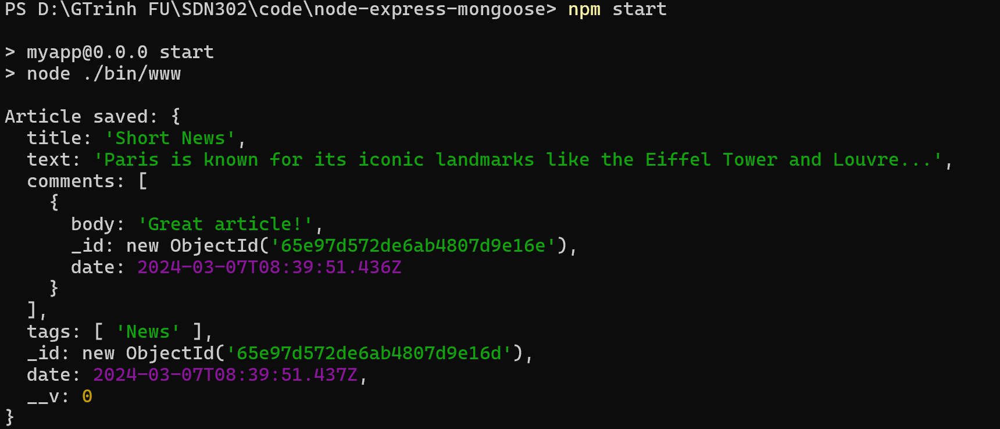 PS D:\GTrinh FU\SDN302\code\node-express-mongoose> npm start
> myapp@0.0.0 start
> node ./bin/www
Article saved: {
title: 'Short News',
text: 'Paris is known for its iconic landmarks like the Eiffel Tower and Louvre...',
comments: [
{
body: 'Great article!',
_id: new ObjectId('65e97d572de6ab4807d9e16e'),
date: 2024-03-07T08:39:51.436Z
}
],
tags: [ 'News' ],
_id: new ObjectId('65e97d572de6ab4807d9e16d'),
date: 2024-03-07T08:39:51.437Z,
__v: 0
}